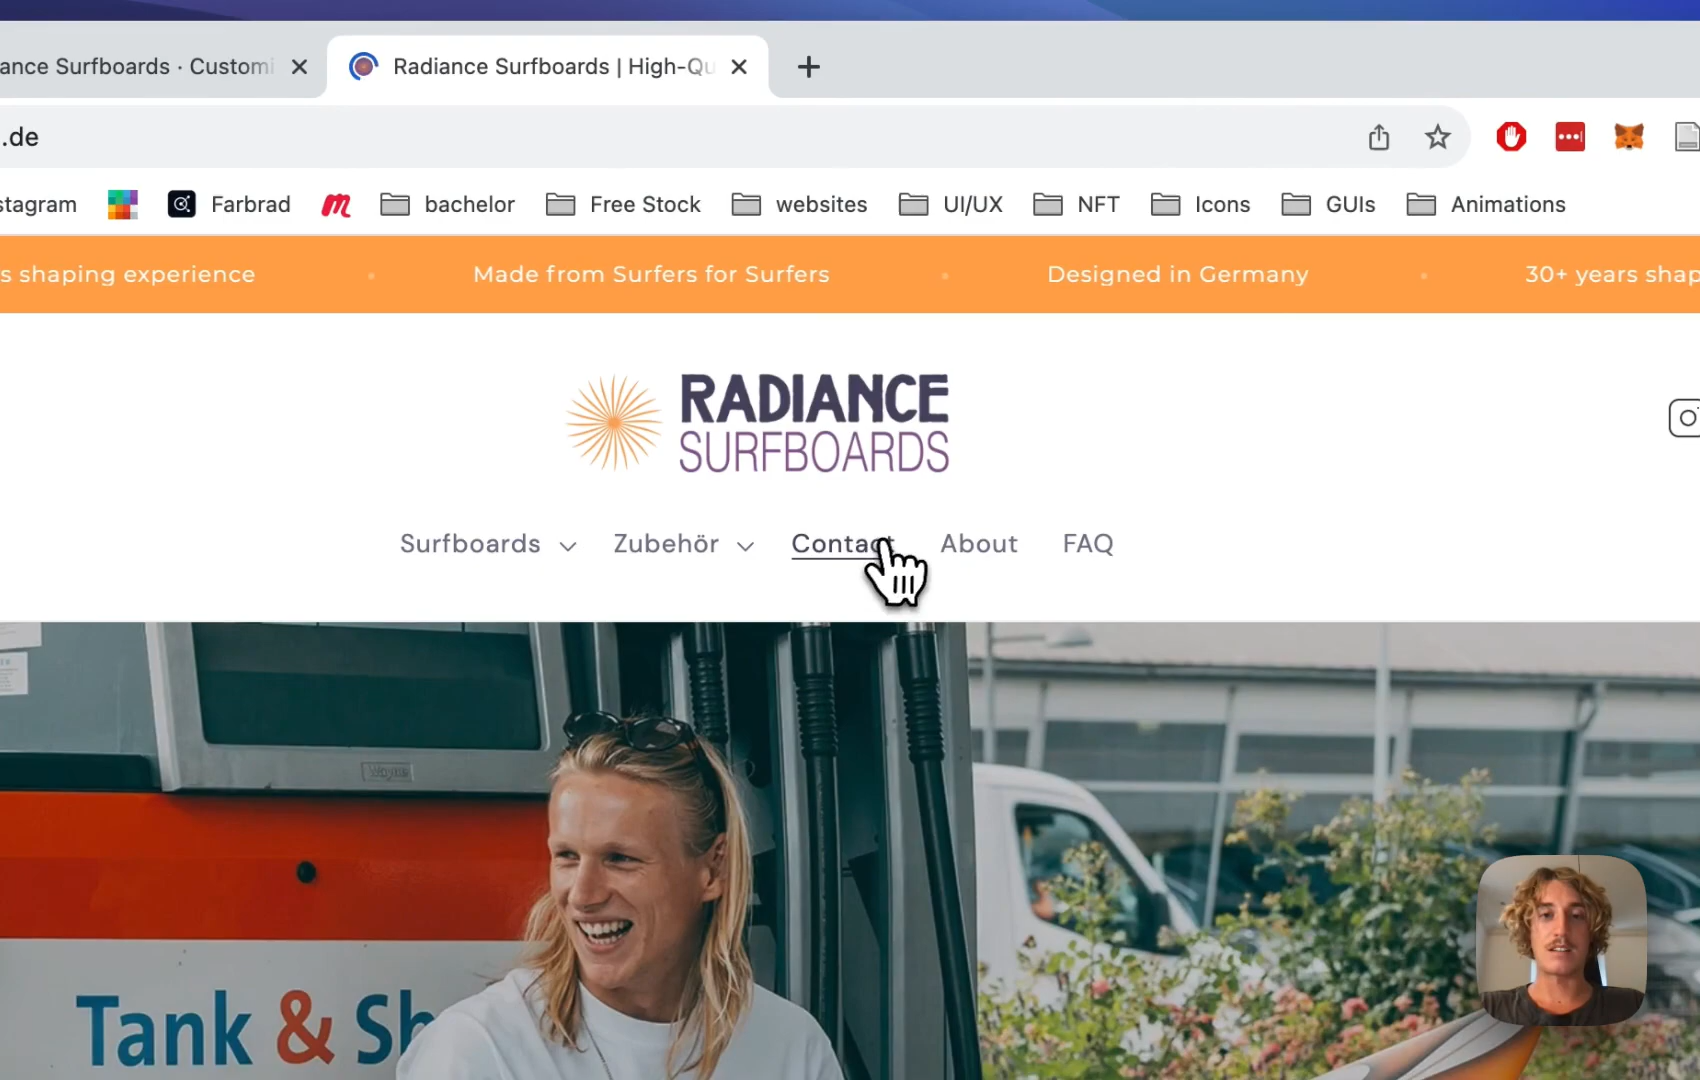 ance Surfboards · Customi
Radiance Surfboards | High-Qu
.de
stagram
Farbrad
bachelor
Free Stock
websites
UI/UX
NFT
Icons
GUIs
Animations
s shaping experience
Made from Surfers for Surfers
Designed in Germany
30+ years shap
RADIANCE
SURFBOARDS
Surfboards
Zubehör
Contact
About
FAQ
Wayne
Tank & Sh